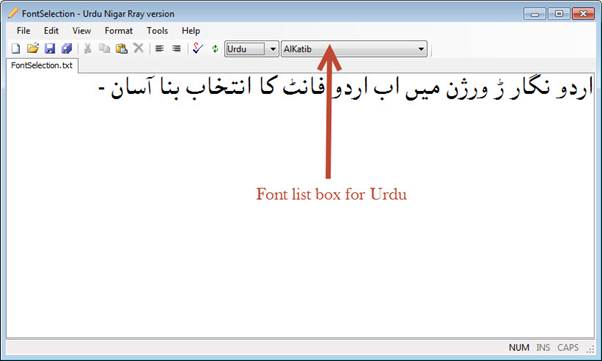 FontSelection - Urdu Nigar Rray version
File Edit View Format Tools Help
Urdu AlKatib
FontSelection.txt
اردو نگار ڑ ورژن میں اب اردو فانٹ کا انتخاب بنا آسان -
Font list box for Urdu
NUM INS CAPS